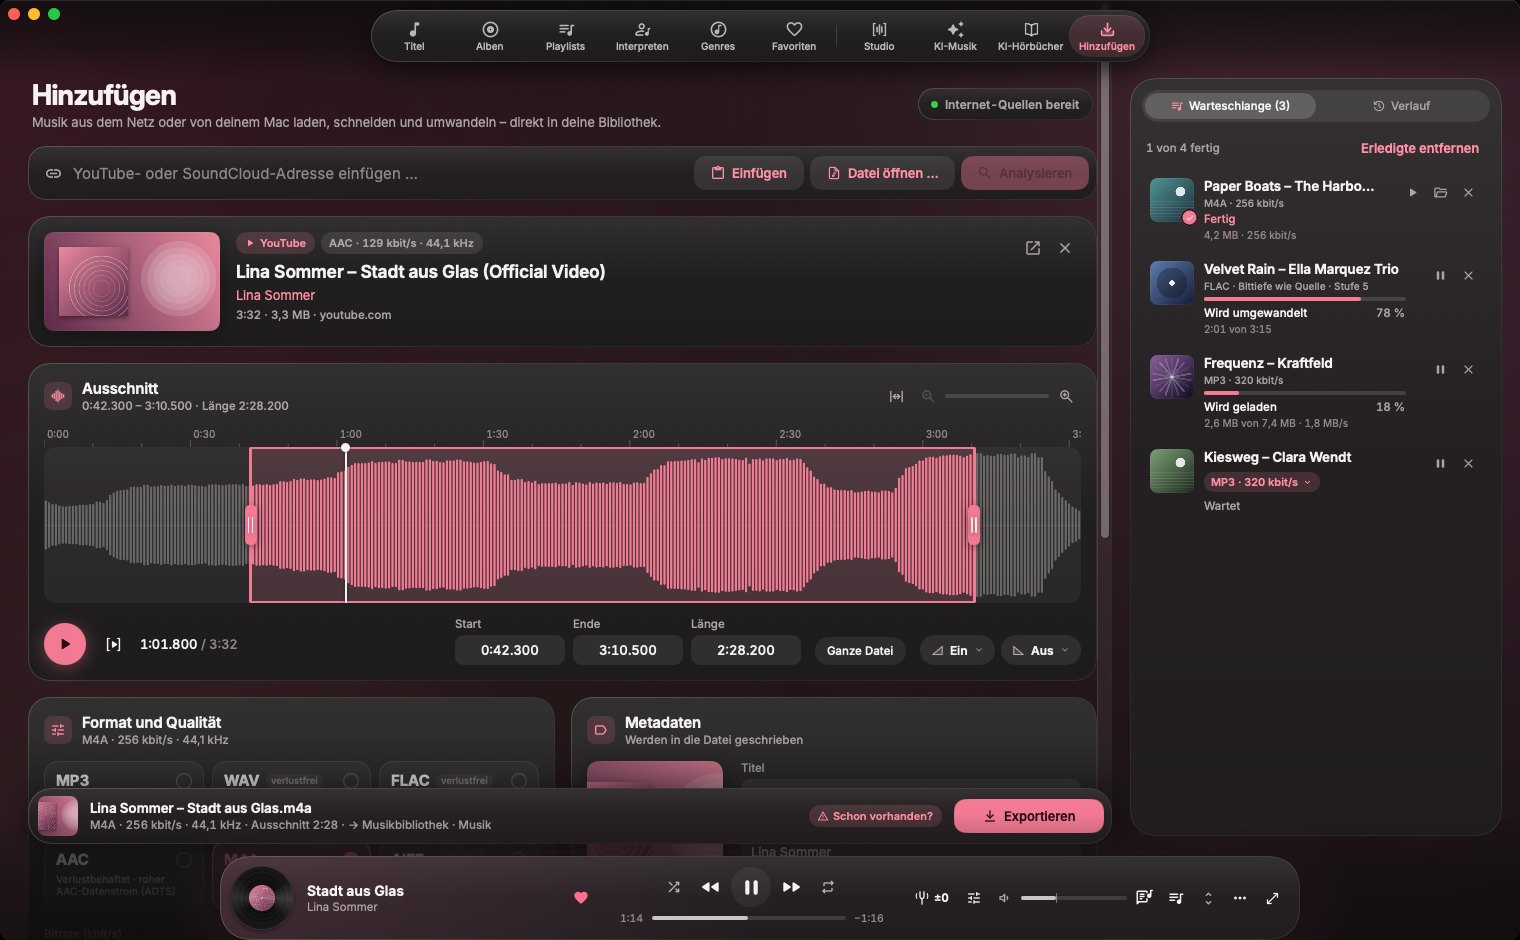 Titel
Alben
Playlists
Interpreten
Genres
Favoriten
Studio
KI-Musik
KI-Hörbücher
Hinzufügen
Hinzufügen
Musik aus dem Netz oder von deinem Mac laden, schneiden und umwandeln – direkt in deine Bibliothek.
Internet-Quellen bereit
YouTube- oder SoundCloud-Adresse einfügen ...
Einfügen
Datei öffnen ...
Analysieren
YouTube
AAC · 129 kbit/s · 44,1 kHz
Lina Sommer – Stadt aus Glas (Official Video)
Lina Sommer
3:32 · 3,3 MB · youtube.com
Ausschnitt
0:42.300 – 3:10.500 · Länge 2:28.200
0:00
0:30
1:00
1:30
2:00
2:30
3:00
3:
1:01.800 / 3:32
Start
0:42.300
Ende
3:10.500
Länge
2:28.200
Ganze Datei
Ein
Aus
Format und Qualität
M4A · 256 kbit/s · 44,1 kHz
MP3
WAV verlustfrei
FLAC verlustfrei
Metadaten
Werden in die Datei geschrieben
Titel
Lina Sommer – Stadt aus Glas.m4a
M4A · 256 kbit/s · 44,1 kHz · Ausschnitt 2:28 · → Musikbibliothek · Musik
Schon vorhanden?
Exportieren
AAC
Verlustbehaftet · roher
AAC-Datenstrom (ADTS)
Lina Sommer
Bitrate (kbit/s)
Warteschlange (3)
Verlauf
1 von 4 fertig
Erledigte entfernen
Paper Boats – The Harbo...
M4A · 256 kbit/s
Fertig
4,2 MB · 256 kbit/s
Velvet Rain – Ella Marquez Trio
FLAC · Bittiefe wie Quelle · Stufe 5
Wird umgewandelt
78 %
2:01 von 3:15
Frequenz – Kraftfeld
MP3 · 320 kbit/s
Wird geladen
18 %
2,6 MB von 7,4 MB · 1,8 MB/s
Kiesweg – Clara Wendt
MP3 · 320 kbit/s
Wartet
Stadt aus Glas
Lina Sommer
1:14
−1:16
±0